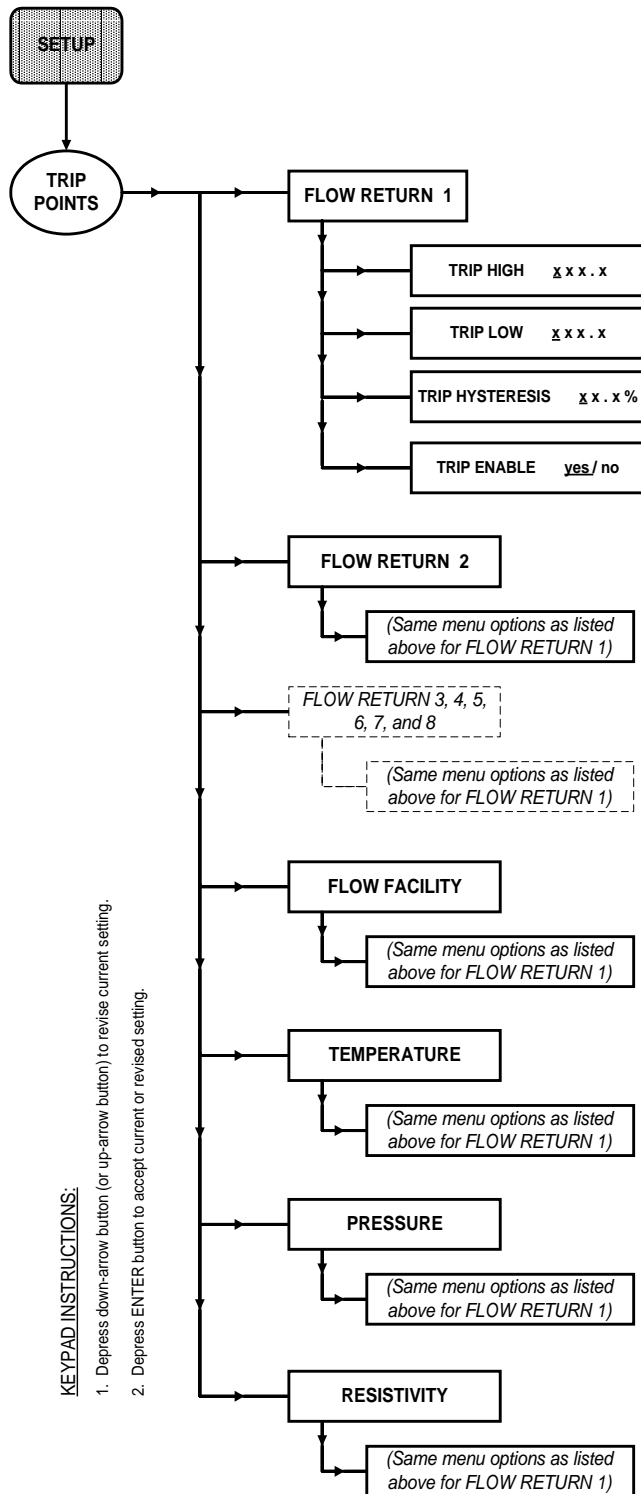 SETUP
TRIP
POINTS
FLOW RETURN 1
TRIP HIGH x x x . x
TRIP LOW x x x . x
TRIP HYSTERESIS x x . x %
TRIP ENABLE yes / no
FLOW RETURN 2
(Same menu options as listed
above for FLOW RETURN 1)
FLOW RETURN 3, 4, 5,
6, 7, and 8
(Same menu options as listed
above for FLOW RETURN 1)
FLOW FACILITY
(Same menu options as listed
above for FLOW RETURN 1)
TEMPERATURE
(Same menu options as listed
above for FLOW RETURN 1)
PRESSURE
(Same menu options as listed
above for FLOW RETURN 1)
RESISTIVITY
(Same menu options as listed
above for FLOW RETURN 1)
KEYPAD INSTRUCTIONS:
1. Depress down-arrow button (or up-arrow button) to revise current setting.
2. Depress ENTER button to accept current or revised setting.